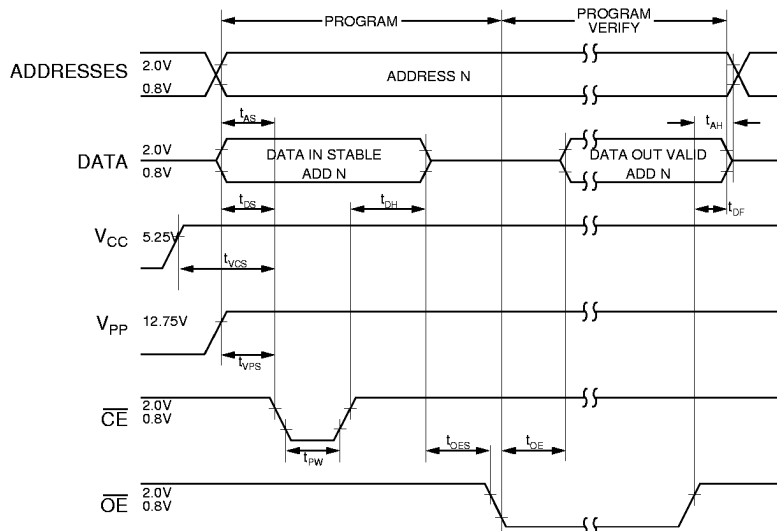 PROGRAM
PROGRAM
VERIFY
ADDRESSES
2.0V
0.8V
ADDRESS N
tAS
tAH
DATA
2.0V
0.8V
DATA IN STABLE
ADD N
DATA OUT VALID
ADD N
tDS
tDH
tDF
VCC
5.25V
tVCS
VPP
12.75V
tVPS
CE
2.0V
0.8V
tPW
tOES
tOE
OE
2.0V
0.8V